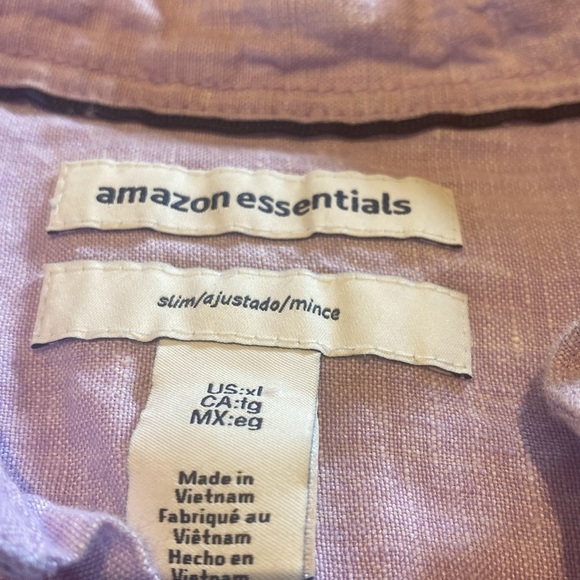 amazon essentials
slim/ajustado/mince
US:xl
CA:tg
MX:eg
Made in
Vietnam
Fabriqué au
Viêtnam
Hecho en
Vietnam